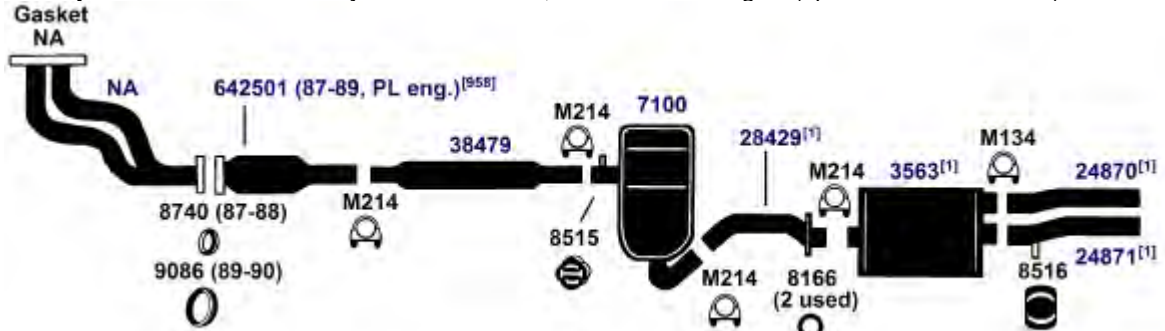 Gasket
NA
NA
642501 (87-89, PL eng.)[958]
M214
7100
38479
28429[1]
M214
3563[1]
M134
24870[1]
8740 (87-88)
M214
8515
24871[1]
9086 (89-90)
M214
8166
(2 used)
8516